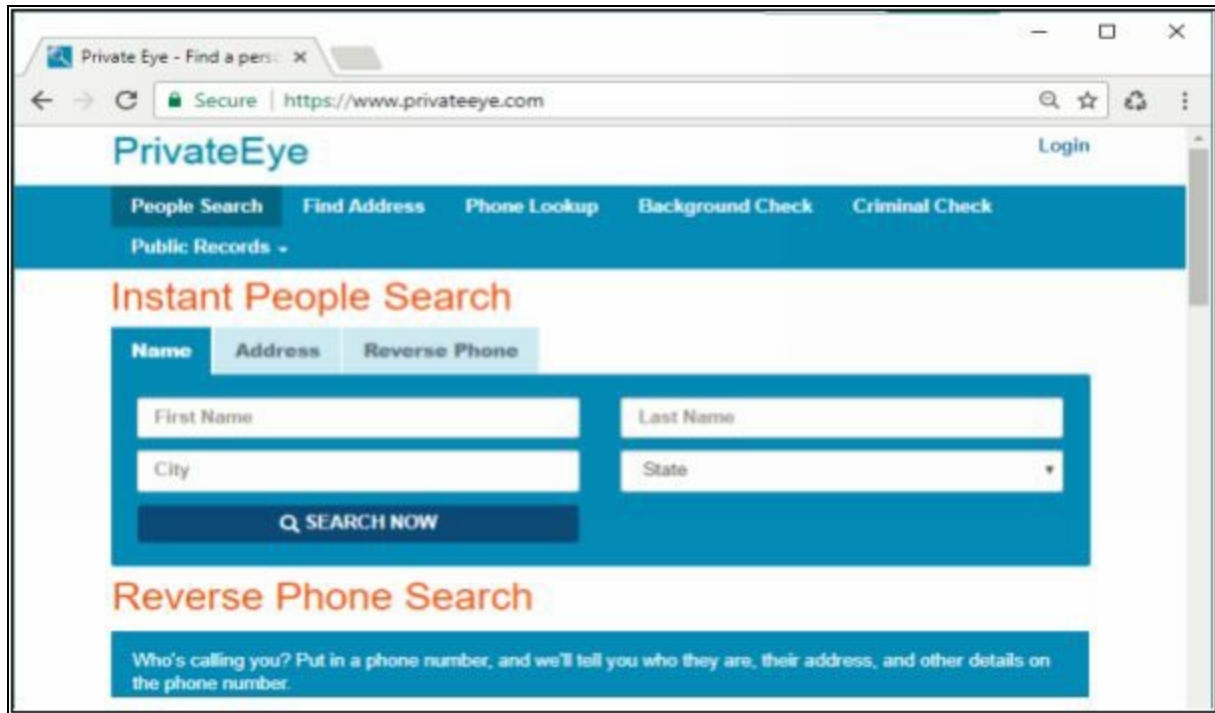 Private Eye - Find a pers
Secure | https://www.privateeye.com
PrivateEye
Login
People Search Find Address Phone Lookup Background Check Criminal Check
Public Records
Instant People Search
Name Address Reverse Phone
First Name Last Name
City State
SEARCH NOW
Reverse Phone Search
Who's calling you? Put in a phone number, and we'll tell you who they are, their address, and other details on
the phone number.